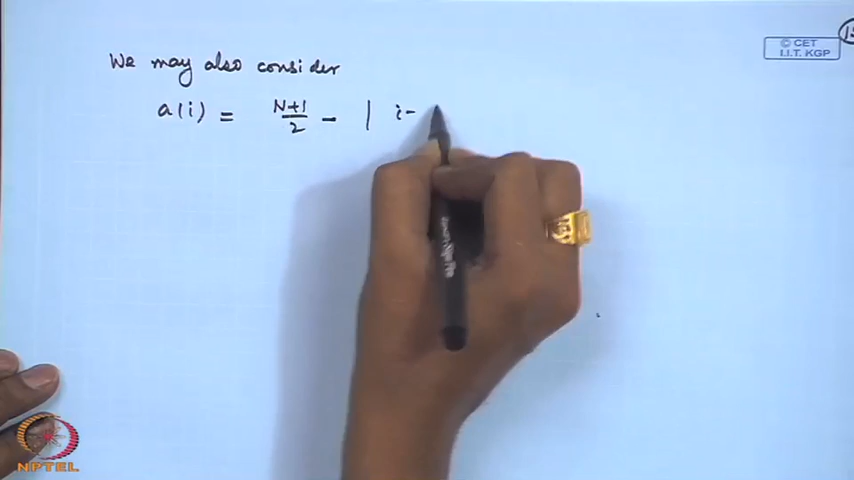 We may also consider
a(i) = N+1/2 - | i-
© CET
I.I.T. KGP
NPTEL